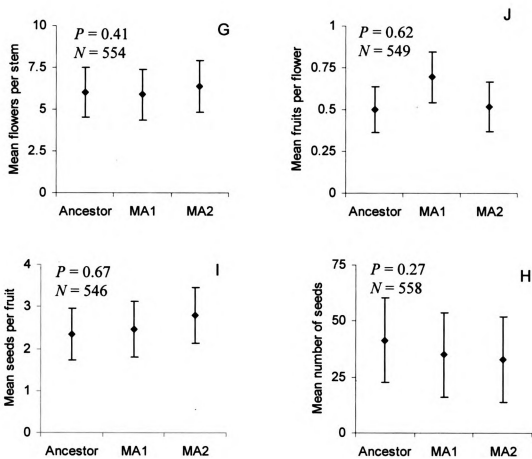 G
P = 0.41
N = 554
Mean flowers per stem
10
7.5
5
2.5
0
Ancestor MA1 MA2
J
P = 0.62
N = 549
Mean fruits per flower
1
0.75
0.5
0.25
0
Ancestor MA1 MA2
I
P = 0.67
N = 546
Mean seeds per fruit
4
3
2
1
0
Ancestor MA1 MA2
H
P = 0.27
N = 558
Mean number of seeds
75
50
25
0
Ancestor MA1 MA2